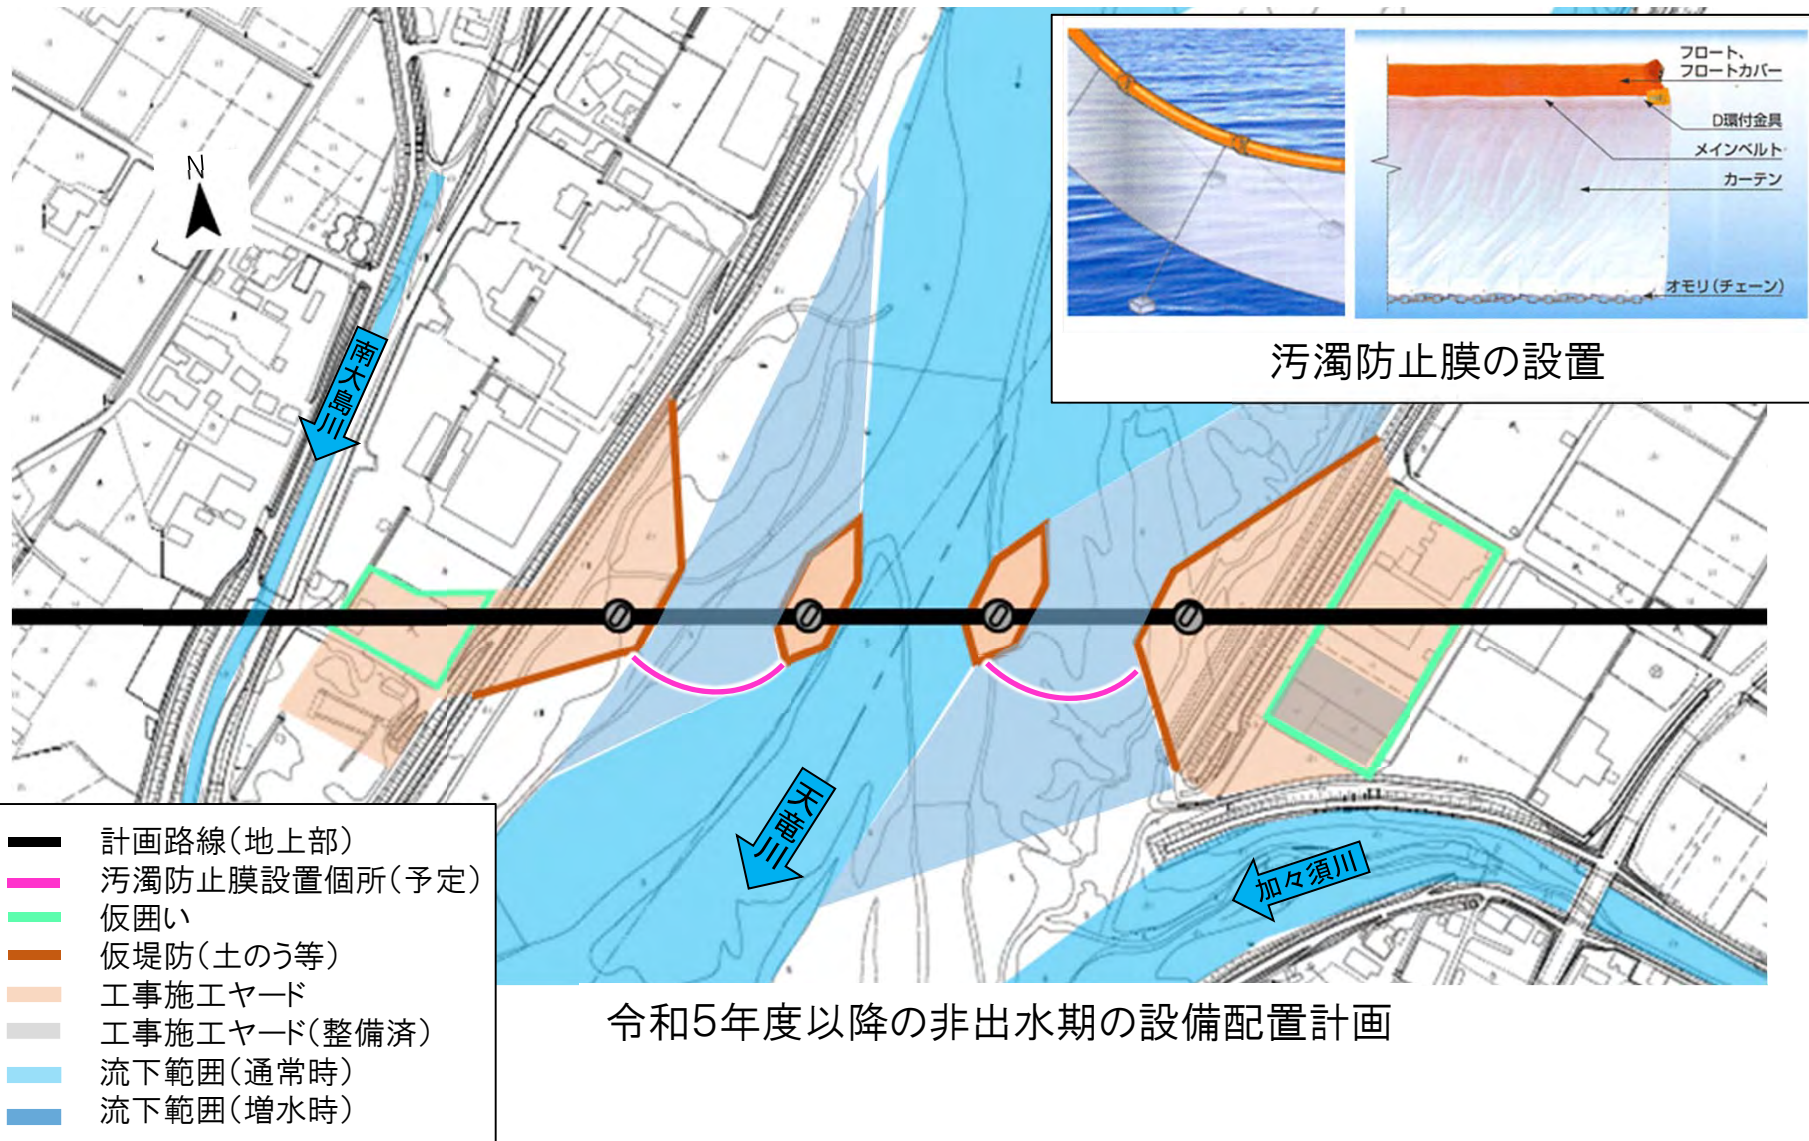 フロート、
フロートカバー
D環付金具
メインベルト
カーテン
オモリ(チェーン)
汚濁防止膜の設置
N
南大島川
天竜川
加々須川
計画路線(地上部)
汚濁防止膜設置個所(予定)
仮囲い
仮堤防(土のう等)
工事施工ヤード
工事施工ヤード(整備済)
流下範囲(通常時)
流下範囲(増水時)
令和5年度以降の非出水期の設備配置計画